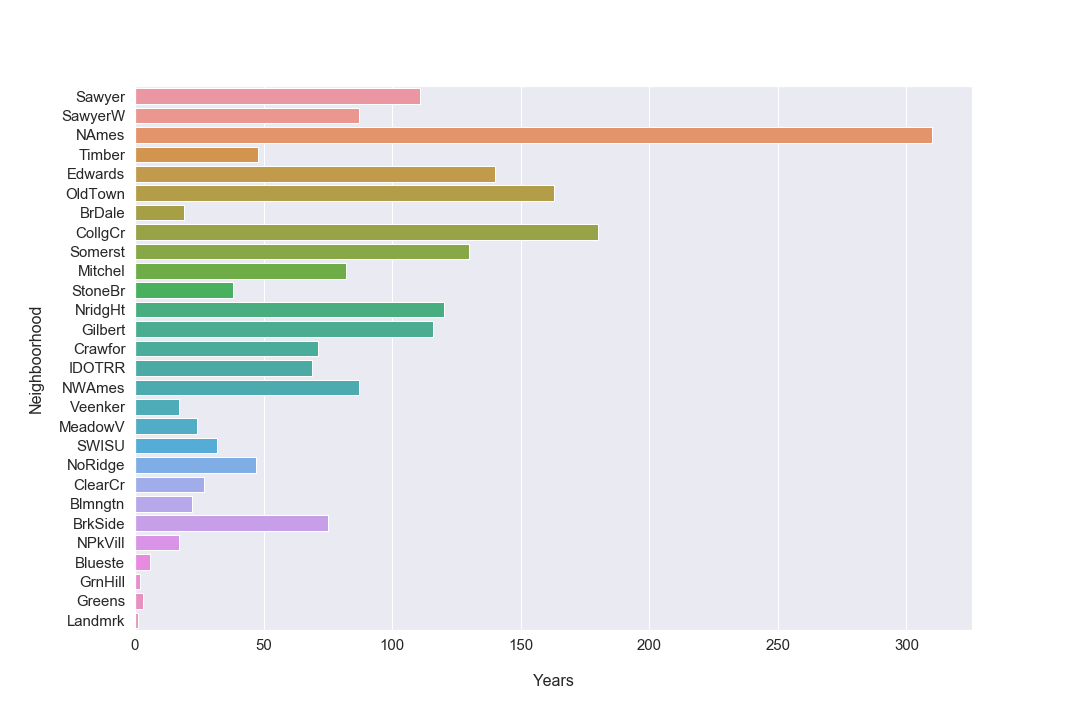 Sawyer
SawyerW
NAmes
Timber
Edwards
OldTown
BrDale
CollgCr
Somerst
Mitchel
StoneBr
NridgHt
Gilbert
Crawfor
IDOTRR
NWAmes
Veenker
MeadowV
SWISU
NoRidge
ClearCr
Blmngtn
BrkSide
NPkVill
Blueste
GrnHill
Greens
Landmrk
Neighboorhood
0 50 100 150 200 250 300
Years